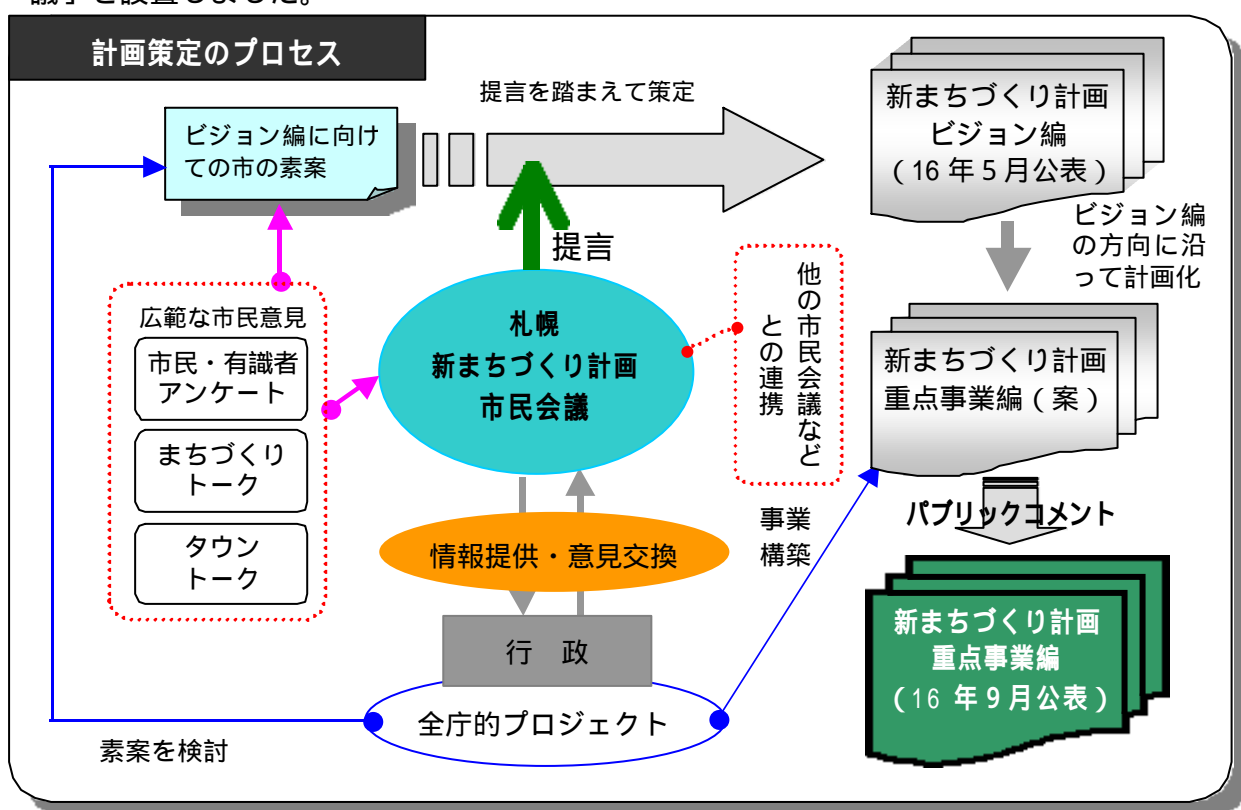 議」を設置しました。
計画策定のプロセス
提言を踏まえて策定
ビジョン編に向け
ての市の素案
新まちづくり計画
ビジョン編
（16年５月公表）
ビジョン編
の方向に沿
って計画化
提言
広範な市民意見
市民・有識者
アンケート
まちづくり
トーク
タウン
トーク
札幌
新まちづくり計画
市民会議
他の市民会議など
との連携
新まちづくり計画
重点事業編（案）
パブリックコメント
事業
構築
情報提供・意見交換
行　政
全庁的プロジェクト
素案を検討
新まちづくり計画
重点事業編
（16 年９月公表）